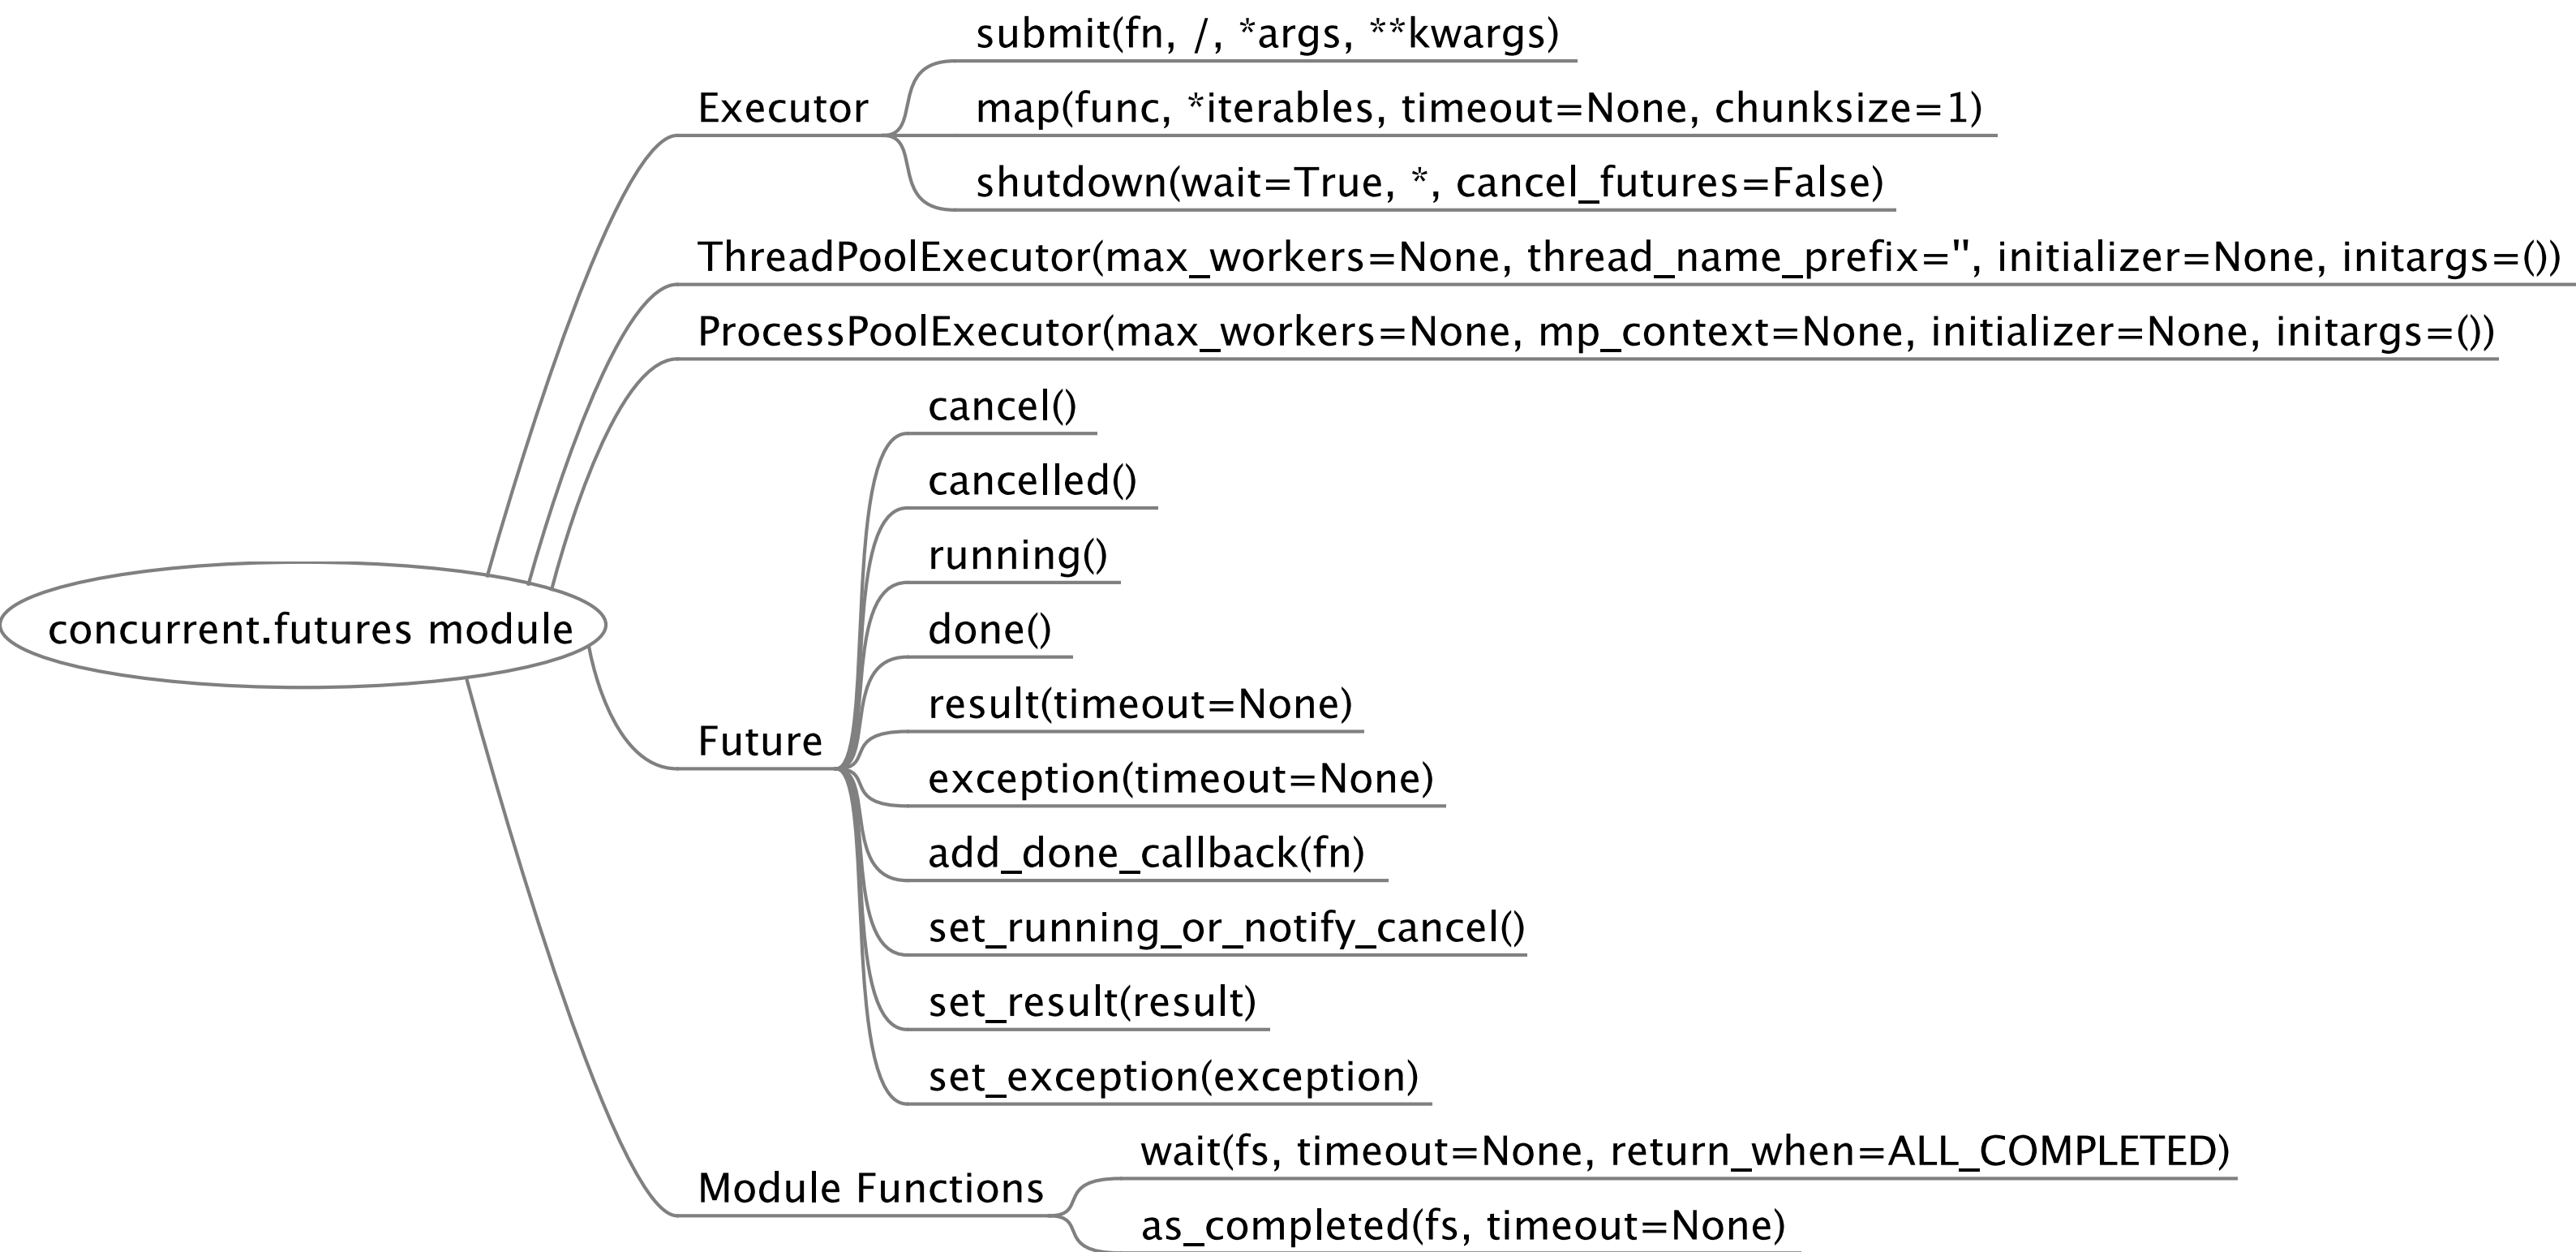 submit(fn, /, *args, **kwargs)
Executor
map(func, *iterables, timeout=None, chunksize=1)
shutdown(wait=True, *, cancel_futures=False)
ThreadPoolExecutor(max_workers=None, thread_name_prefix='', initializer=None, initargs=())
ProcessPoolExecutor(max_workers=None, mp_context=None, initializer=None, initargs=())
concurrent.futures module
Future
cancel()
cancelled()
running()
done()
result(timeout=None)
exception(timeout=None)
add_done_callback(fn)
set_running_or_notify_cancel()
set_result(result)
set_exception(exception)
Module Functions
wait(fs, timeout=None, return_when=ALL_COMPLETED)
as_completed(fs, timeout=None)